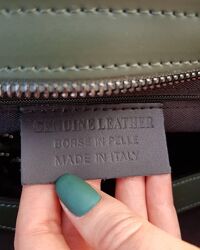 GENUINE LEATHER
BORSE IN PELLE
MADE IN ITALY